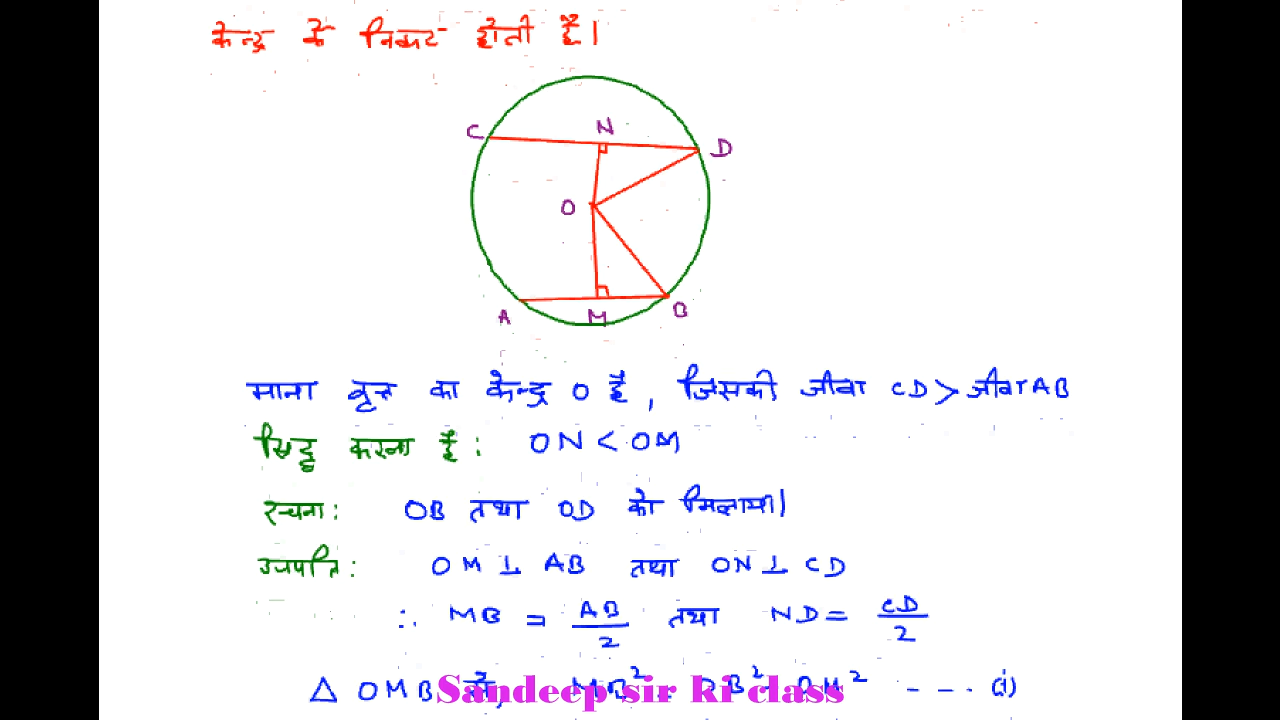 केन्द्र के निकट होती है।
C N D
O
A M B
माना वृत्त का केन्द्र O है, जिसकी जीवा CD > जीवा AB
सिद्ध करना है: ON < OM
रचना: OB तथा OD को मिलाया।
उपपत्ति: OM ⊥ AB तथा ON ⊥ CD
∴ MB = AB/2 तथा ND = CD/2
△ OMB से, MB² = OB² - OM² ---- (i)
Sandeep sir ki class